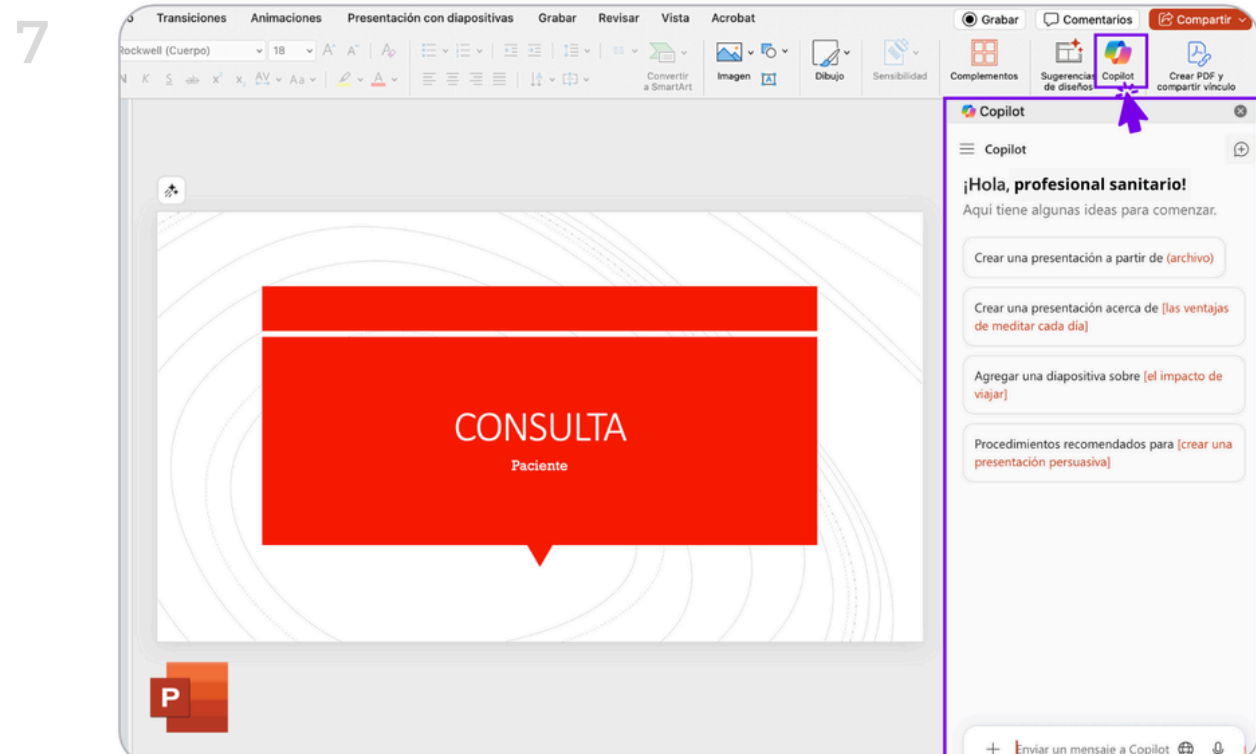 7
Transiciones Animaciones Presentación con diapositivas Grabar Revisar Vista Acrobat
Grabar Comentarios Compartir
Rockwell (Cuerpo) 18
Convertir
a SmartArt
Imagen
Dibujo
Sensibilidad
Complementos
Sugerencias
de diseños
Copilot
Crear PDF y
compartir vínculo
Copilot
Copilot
¡Hola, profesional sanitario!
Aquí tiene algunas ideas para comenzar.
Crear una presentación a partir de (archivo)
Crear una presentación acerca de [las ventajas
de meditar cada día]
Agregar una diapositiva sobre [el impacto de
viajar]
Procedimientos recomendados para [crear una
presentación persuasiva]
CONSULTA
Paciente
P
Enviar un mensaje a Copilot